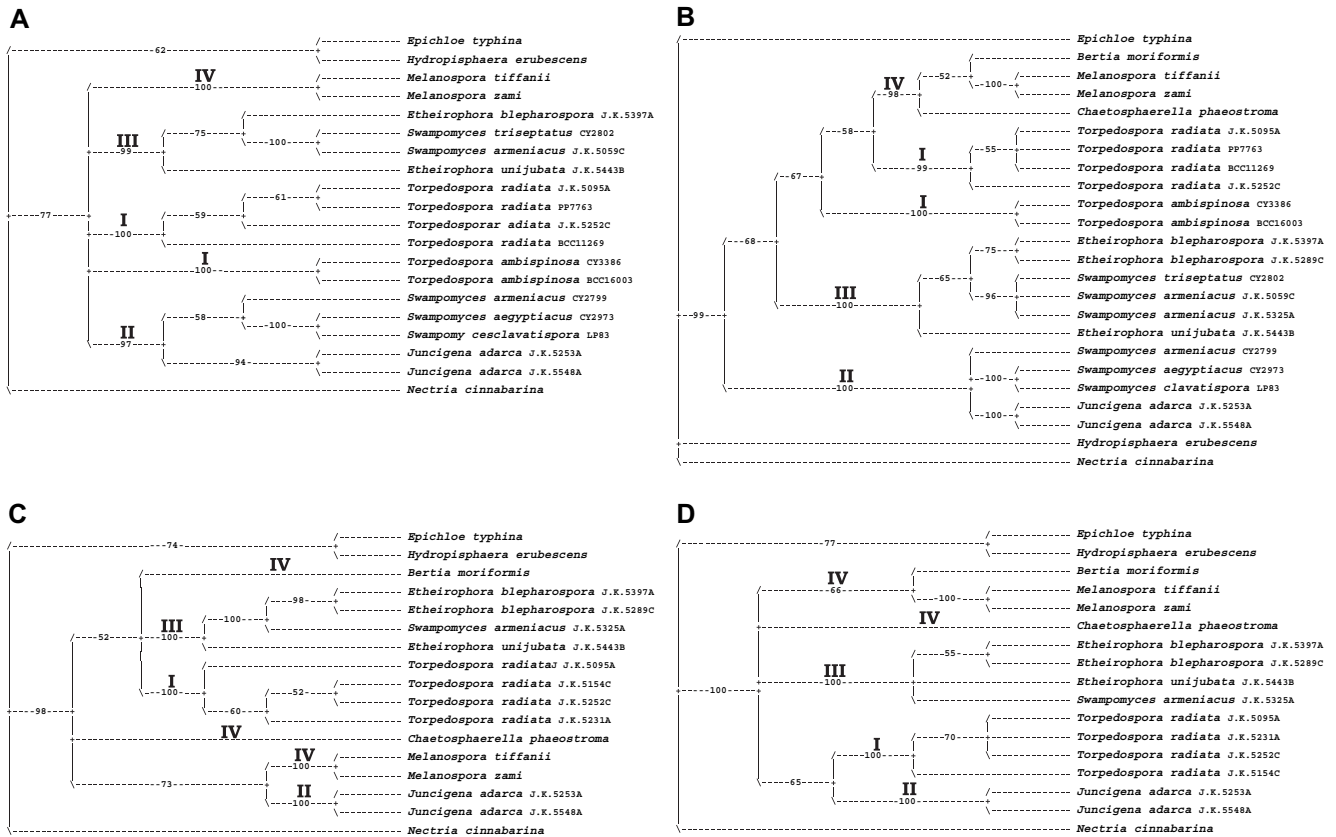 A
Epichloe typhina
62
Hydropisphaera erubescens
IV
Melanospora tiffanii
100
Melanospora zami
Etheirophora blepharospora J.K.5397A
III
75
Swampomyces triseptatus CY2802
100
99
Swampomyces armeniacus J.K.5059C
Etheirophora unijubata J.K.5443B
Torpedospora radiata J.K.5095A
61
Torpedospora radiata PP7763
77
I
59
Torpedosporar adiata J.K.5252C
100
Torpedospora radiata BCC11269
I
Torpedospora ambispinosa CY3386
100
Torpedospora ambispinosa BCC16003
Swampomyces armeniacus CY2799
58
Swampomyces aegyptiacus CY2973
100
II
Swampomy cesclavatispora LP83
97
Juncigena adarca J.K.5253A
94
Juncigena adarca J.K.5548A
Nectria cinnabarina
B
Epichloe typhina
Bertia moriformis
IV
52
Melanospora tiffanii
100
98
Melanospora zami
Chaetosphaerella phaeostroma
58
Torpedospora radiata J.K.5095A
I
55
Torpedospora radiata PP7763
99
Torpedospora radiata BCC11269
67
Torpedospora radiata J.K.5252C
I
Torpedospora ambispinosa CY3386
100
Torpedospora ambispinosa BCC16003
68
Etheirophora blepharospora J.K.5397A
75
Etheirophora blepharospora J.K.5289C
65
Swampomyces triseptatus CY2802
III
96
Swampomyces armeniacus J.K.5059C
100
Swampomyces armeniacus J.K.5325A
99
Etheirophora unijubata J.K.5443B
Swampomyces armeniacus CY2799
II
100
Swampomyces aegyptiacus CY2973
100
Swampomyces clavatispora LP83
Juncigena adarca J.K.5253A
100
Juncigena adarca J.K.5548A
Hydropisphaera erubescens
Nectria cinnabarina
C
Epichloe typhina
74
Hydropisphaera erubescens
IV
Bertia moriformis
Etheirophora blepharospora J.K.5397A
98
Etheirophora blepharospora J.K.5289C
III
100
52
100
Swampomyces armeniacus J.K.5325A
Etheirophora unijubata J.K.5443B
Torpedospora radiataJ J.K.5095A
I
100
Torpedospora radiata J.K.5154C
52
Torpedospora radiata J.K.5252C
98
60
Torpedospora radiata J.K.5231A
IV
Chaetosphaerella phaeostroma
IV
Melanospora tiffanii
100
Melanospora zami
73
II
Juncigena adarca J.K.5253A
100
Juncigena adarca J.K.5548A
Nectria cinnabarina
D
Epichloe typhina
77
Hydropisphaera erubescens
IV
Bertia moriformis
66
Melanospora tiffanii
100
Melanospora zami
IV
Chaetosphaerella phaeostroma
Etheirophora blepharospora J.K.5397A
55
Etheirophora blepharospora J.K.5289C
III
100
Etheirophora unijubata J.K.5443B
100
Swampomyces armeniacus J.K.5325A
Torpedospora radiata J.K.5095A
70
Torpedospora radiata J.K.5231A
I
100
Torpedospora radiata J.K.5252C
Torpedospora radiata J.K.5154C
65
II
Juncigena adarca J.K.5253A
100
Juncigena adarca J.K.5548A
Nectria cinnabarina